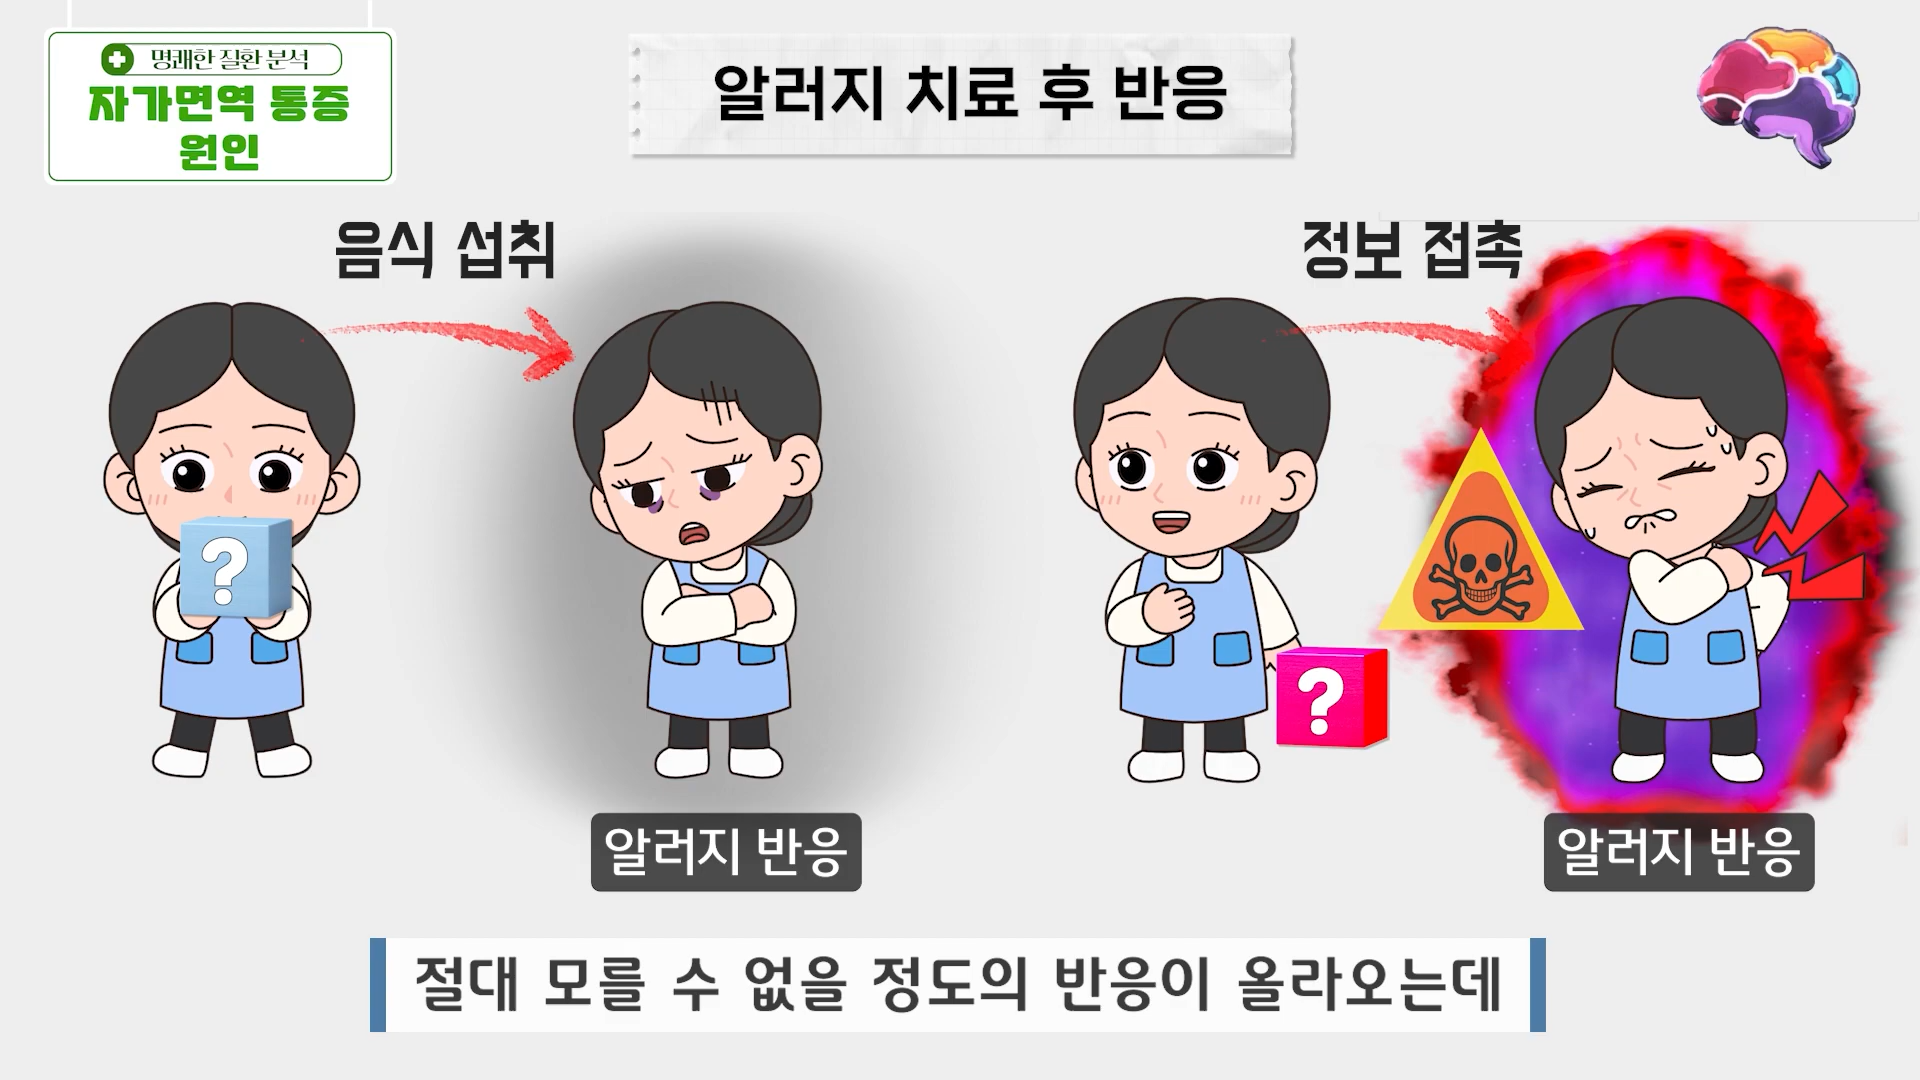 명쾌한 질환 분석
자가면역 통증
원인
알러지 치료 후 반응
음식 섭취
정보 접촉
?
?
알러지 반응
알러지 반응
절대 모를 수 없을 정도의 반응이 올라오는데